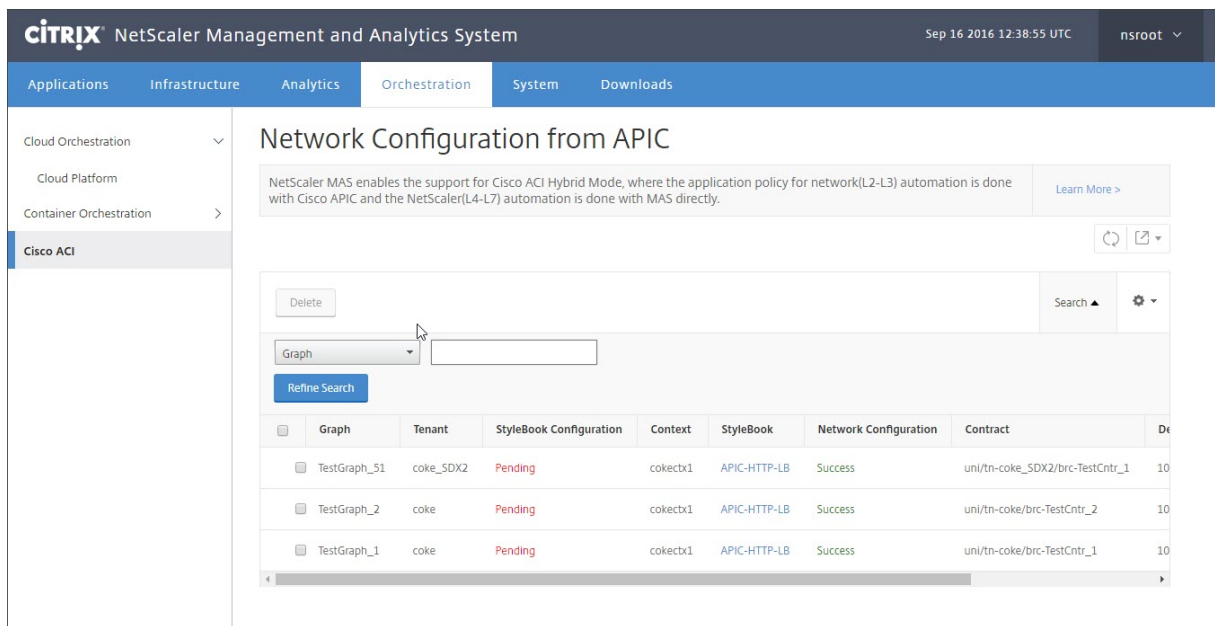 CİTRIX® NetScaler Management and Analytics System
Sep 16 2016 12:38:55 UTC
nsroot
Applications Infrastructure Analytics Orchestration System Downloads
Cloud Orchestration
Cloud Platform
Container Orchestration
Cisco ACI
Network Configuration from APIC
NetScaler MAS enables the support for Cisco ACI Hybrid Mode, where the application policy for network(L2-L3) automation is done
with Cisco APIC and the NetScaler(L4-L7) automation is done with MAS directly.
Learn More >
Delete
Search
Graph
Refine Search
Graph Tenant StyleBook Configuration Context StyleBook Network Configuration Contract De
TestGraph_51 coke_SDX2 Pending cokectx1 APIC-HTTP-LB Success uni/tn-coke_SDX2/brc-TestCntr_1 10
TestGraph_2 coke Pending cokectx1 APIC-HTTP-LB Success uni/tn-coke/brc-TestCntr_2 10
TestGraph_1 coke Pending cokectx1 APIC-HTTP-LB Success uni/tn-coke/brc-TestCntr_1 10